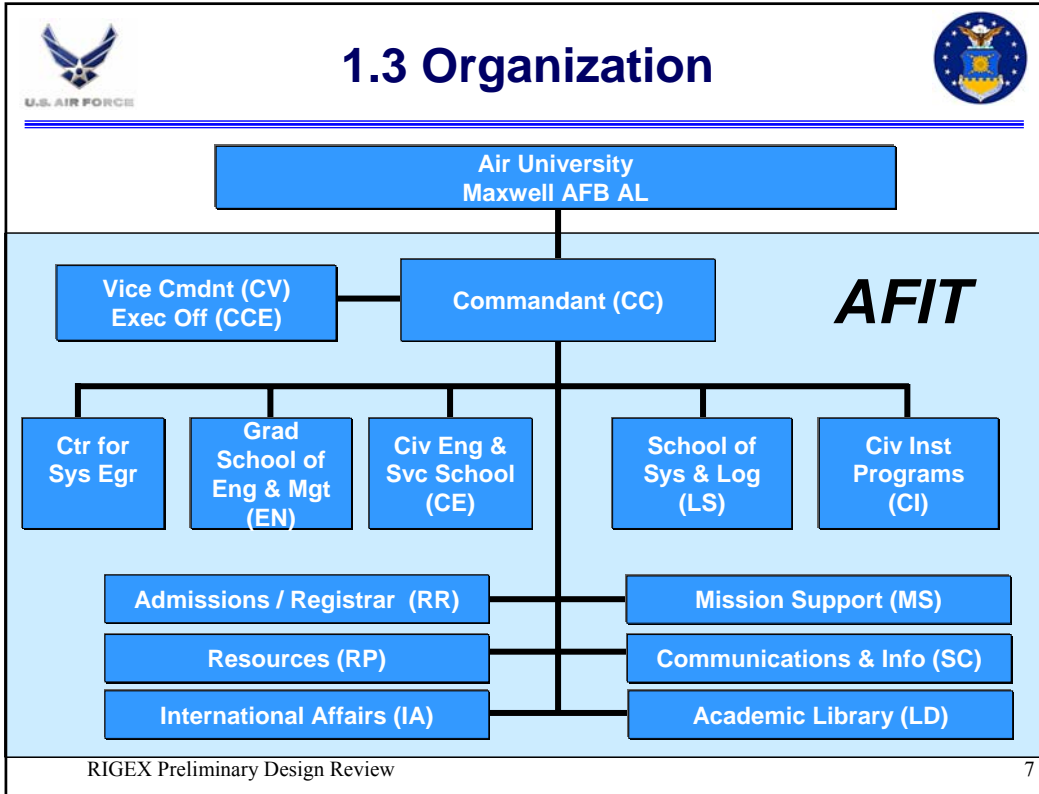 U.S. AIR FORCE
1.3 Organization
Air University
Maxwell AFB AL
Vice Cmdnt (CV)
Exec Off (CCE)
Commandant (CC)
AFIT
Ctr for
Sys Egr
Grad
School of
Eng & Mgt
(EN)
Civ Eng &
Svc School
(CE)
School of
Sys & Log
(LS)
Civ Inst
Programs
(CI)
Admissions / Registrar (RR)
Mission Support (MS)
Resources (RP)
Communications & Info (SC)
International Affairs (IA)
Academic Library (LD)
RIGEX Preliminary Design Review
7